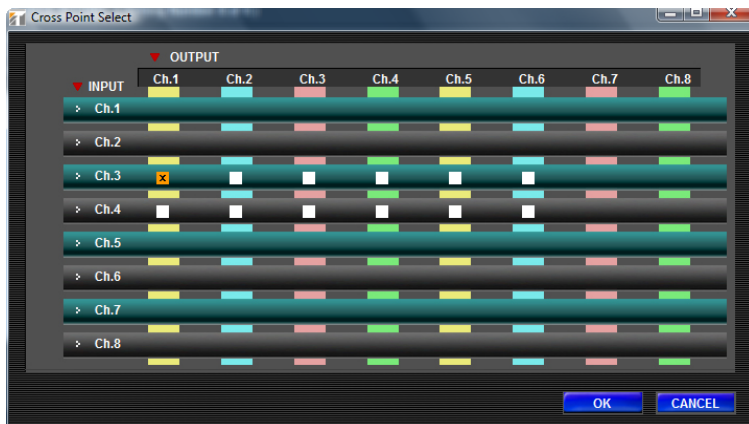 Cross Point Select
OUTPUT
INPUT Ch.1 Ch.2 Ch.3 Ch.4 Ch.5 Ch.6 Ch.7 Ch.8
Ch.1
Ch.2
Ch.3 x
Ch.4
Ch.5
Ch.6
Ch.7
Ch.8
OK CANCEL